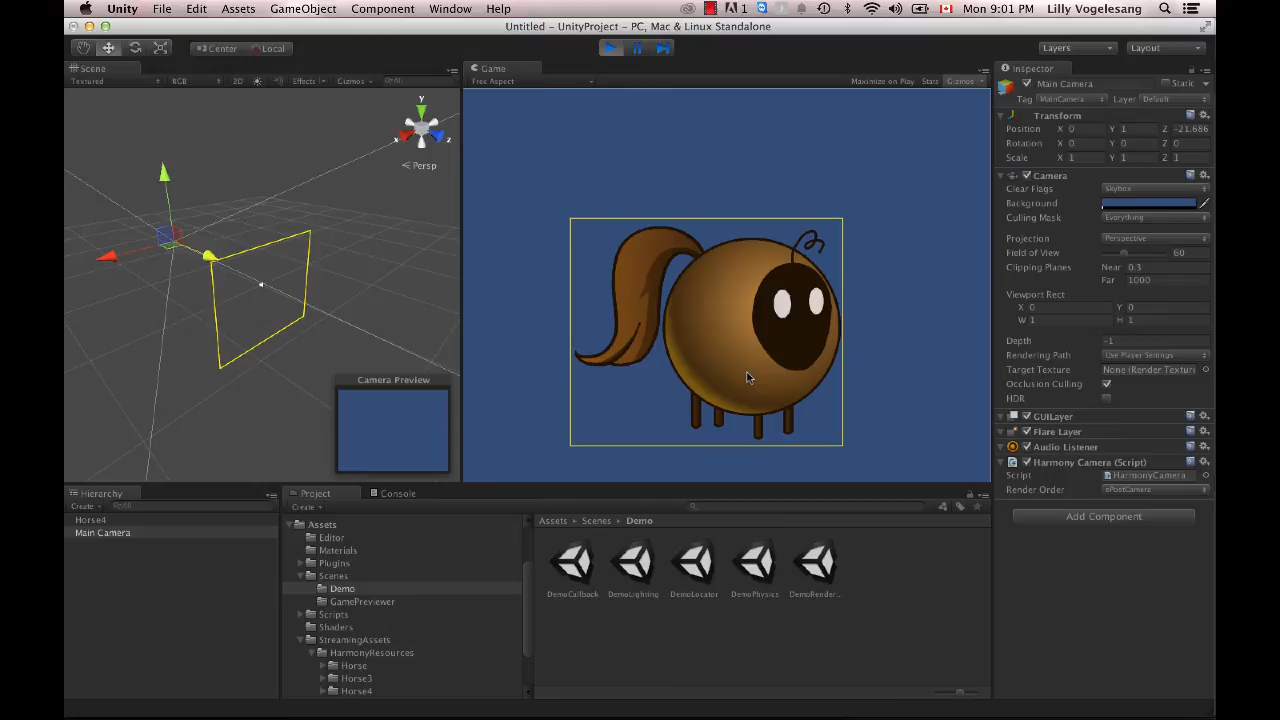 Unity File Edit Assets GameObject Component Window Help 1 Mon 9:01 PM Lilly Vogelesang
Untitled - UnityProject - PC, Mac & Linux Standalone
Center Local Layers Layout
Scene Game Inspector
Textured RGB 2D Effects Gizmos All Free Aspect Maximize on Play Stats Gizmos
Main Camera Static
Tag MainCamera Layer Default
Transform
Position X 0 Y 1 Z -21.686
Rotation X 0 Y 0 Z 0
Scale X 1 Y 1 Z 1
y
x
z
Persp
Camera
Clear Flags Skybox
Background
Culling Mask Everything
Projection Perspective
Field of View 60
Clipping Planes Near 0.3
Far 1000
Viewport Rect
X 0 Y 0
W 1 H 1
Depth -1
Rendering Path Use Player Settings
Target Texture None (Render Textur
Occlusion Culling
HDR
GUILayer
Flare Layer
Audio Listener
Harmony Camera (Script)
Script HarmonyCamera
Render Order ePostCamera
Add Component
Camera Preview
Hierarchy
Create All
Horse4
Main Camera
Project Console
Create
Assets
Editor
Materials
Plugins
Scenes
Demo
GamePreviewer
Scripts
Shaders
StreamingAssets
HarmonyResources
Horse
Horse3
Horse4
Assets Scenes Demo
DemoCallback DemoLighting DemoLocator DemoPhysics DemoRender...